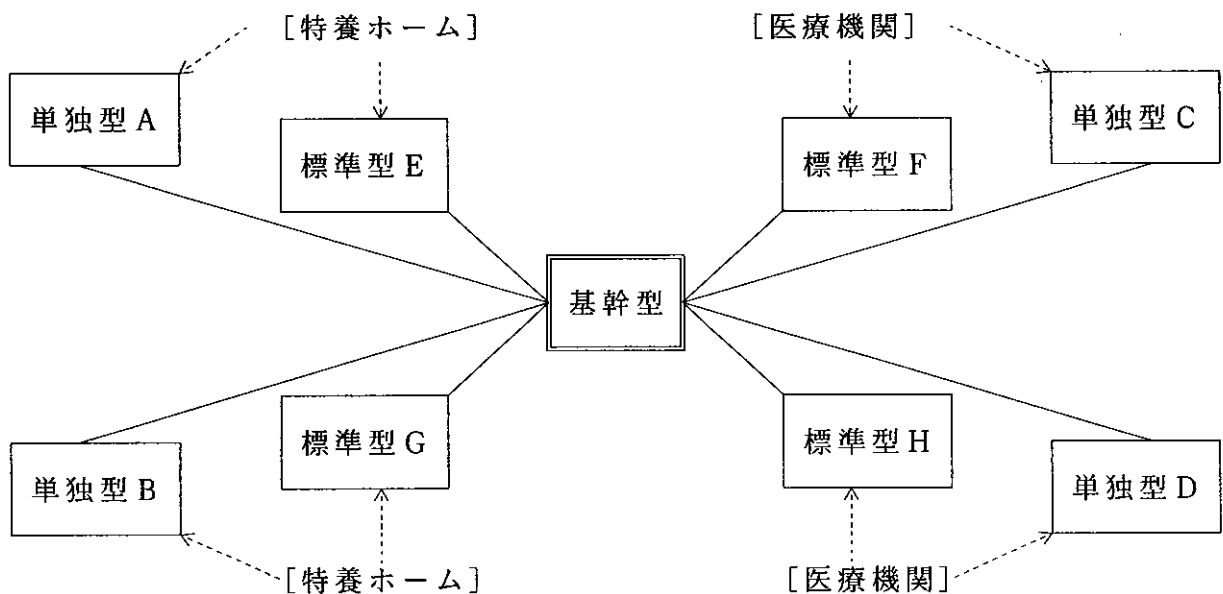 [特養ホーム]
[医療機関]
単独型A
単独型C
標準型E
標準型F
基幹型
標準型G
標準型H
単独型B
単独型D
[特養ホーム]
[医療機関]